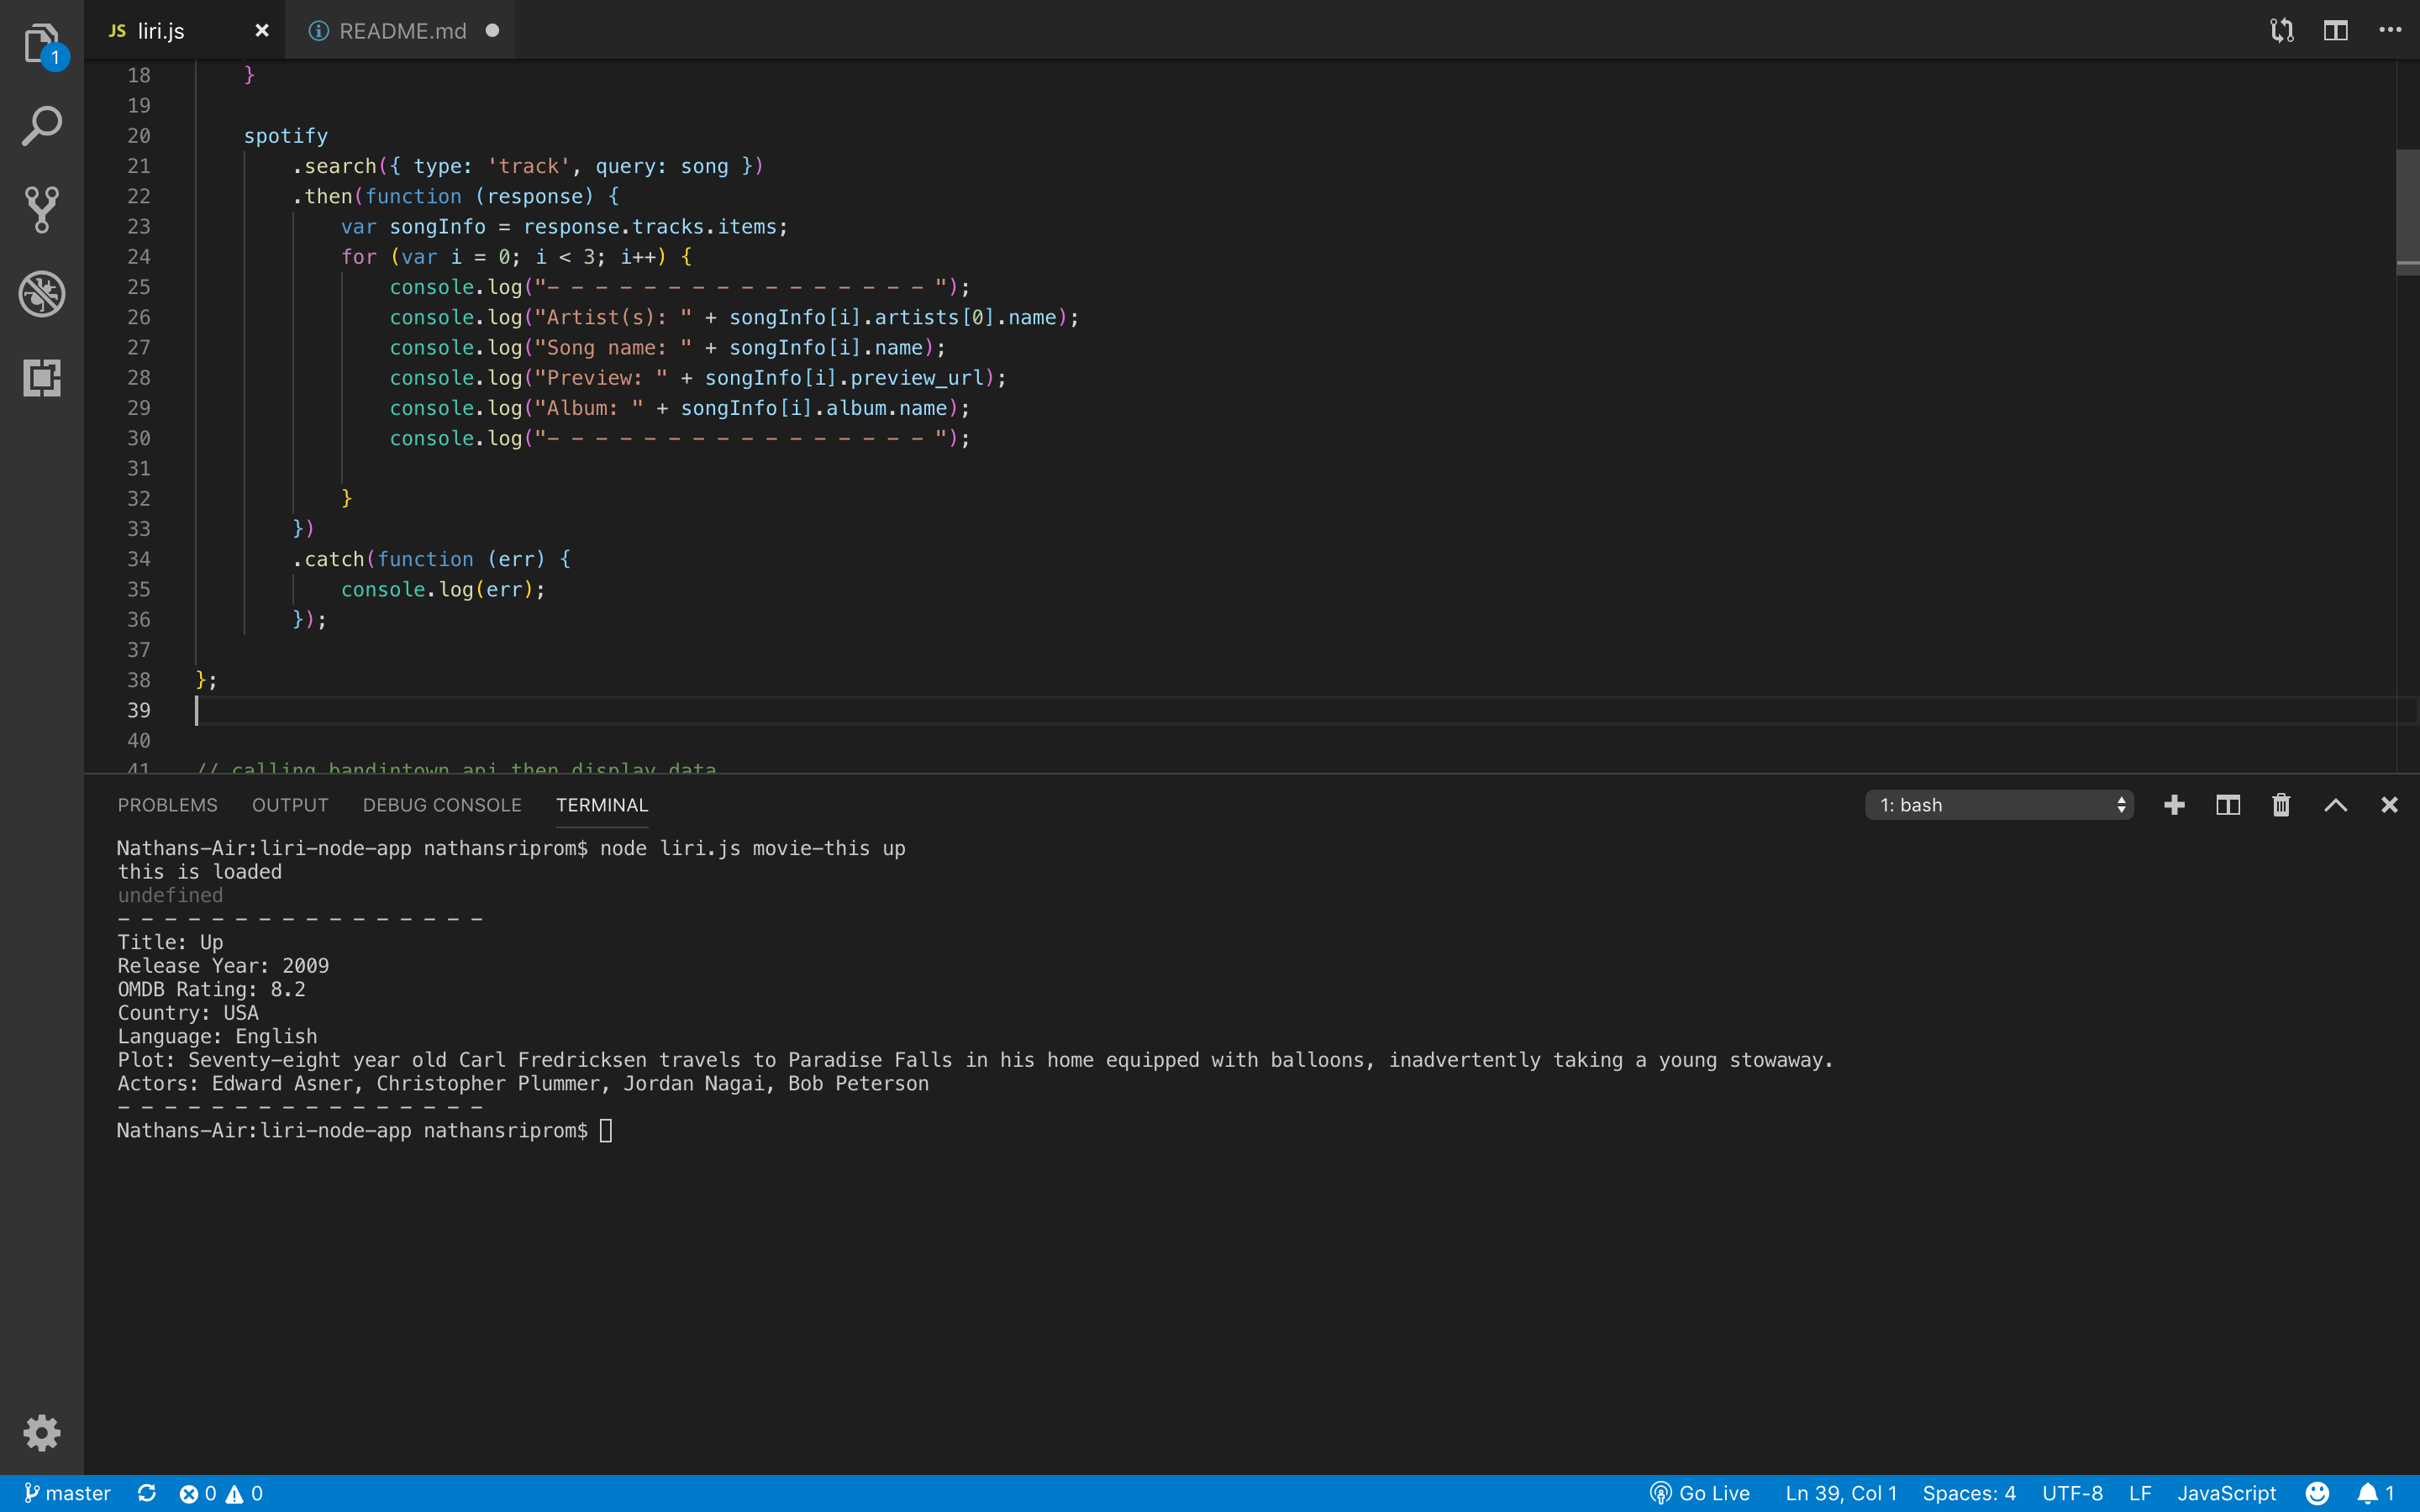 1
JS liri.js
README.md
18 }
19
20 spotify
21 .search({ type: 'track', query: song })
22 .then(function (response) {
23 var songInfo = response.tracks.items;
24 for (var i = 0; i < 3; i++) {
25 console.log("- - - - - - - - - - - - - - - - ");
26 console.log("Artist(s): " + songInfo[i].artists[0].name);
27 console.log("Song name: " + songInfo[i].name);
28 console.log("Preview: " + songInfo[i].preview_url);
29 console.log("Album: " + songInfo[i].album.name);
30 console.log("- - - - - - - - - - - - - - - - ");
31
32 }
33 })
34 .catch(function (err) {
35 console.log(err);
36 });
37
38 };
39
40
41 // calling bandintown api then display data
PROBLEMS OUTPUT DEBUG CONSOLE TERMINAL 1: bash
Nathans-Air:liri-node-app nathansriprom$ node liri.js movie-this up
this is loaded
undefined
- - - - - - - - - - - - - - - -
Title: Up
Release Year: 2009
OMDB Rating: 8.2
Country: USA
Language: English
Plot: Seventy-eight year old Carl Fredricksen travels to Paradise Falls in his home equipped with balloons, inadvertently taking a young stowaway.
Actors: Edward Asner, Christopher Plummer, Jordan Nagai, Bob Peterson
- - - - - - - - - - - - - - - -
Nathans-Air:liri-node-app nathansriprom$
master 0 0 Go Live Ln 39, Col 1 Spaces: 4 UTF-8 LF JavaScript 1